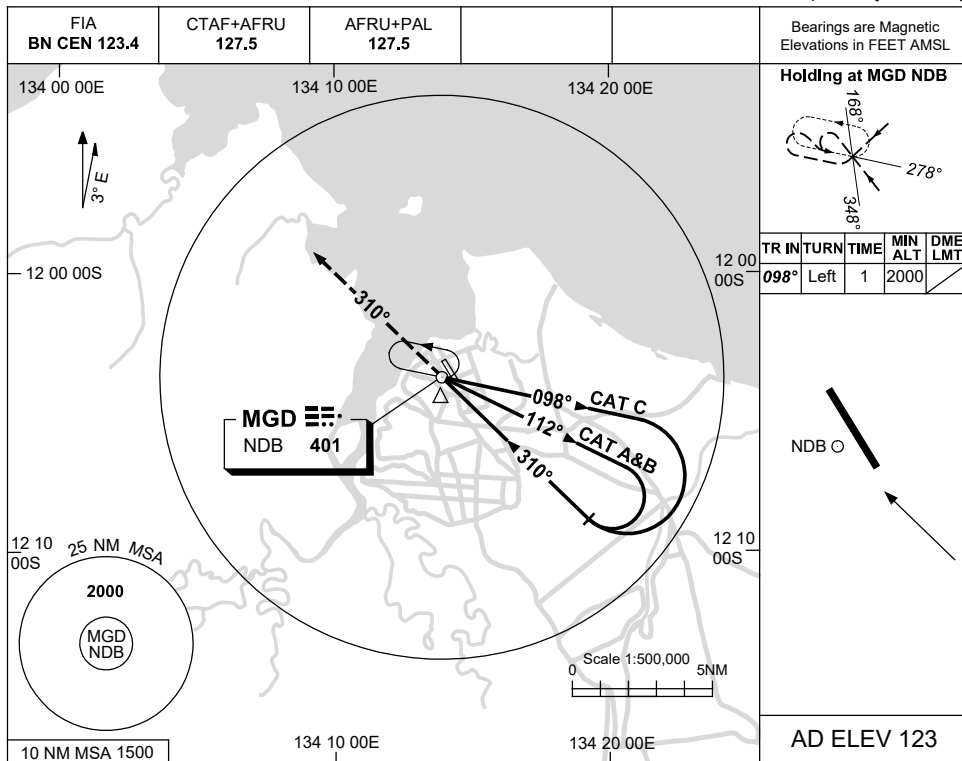 FIA
BN CEN 123.4
CTAF+AFRU
127.5
AFRU+PAL
127.5
Bearings are Magnetic
Elevations in FEET AMSL
134 00 00E
134 10 00E
134 20 00E
Holding at MGD NDB
168°
278°
348°
TR IN
TURN
TIME
MIN
ALT
DME
LMT
098°
Left
1
2000
3° E
12 00 00S
12 00
00S
310°
098°
CAT C
112°
CAT A&B
310°
MGD
NDB 401
NDB
12 10
00S
12 10
00S
25 NM MSA
2000
MGD
NDB
Scale 1:500,000
0
5NM
10 NM MSA 1500
134 10 00E
134 20 00E
AD ELEV 123